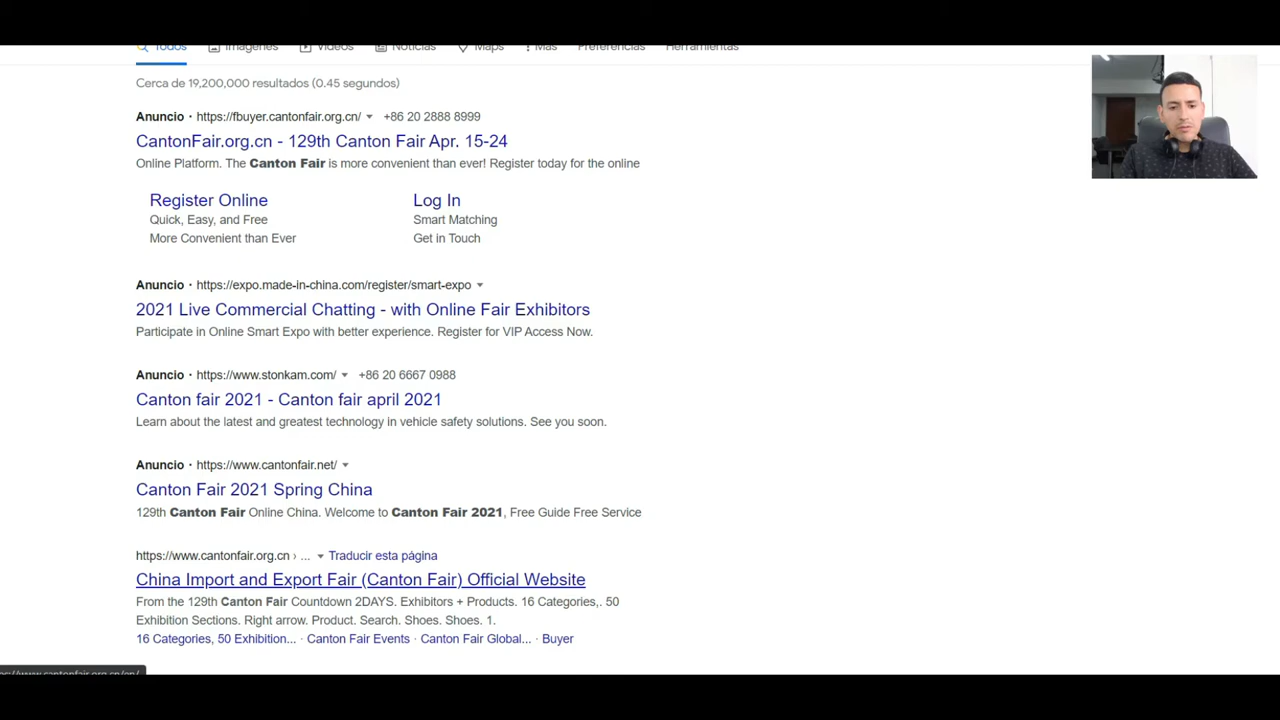 Todos Imágenes Videos Noticias Maps Más Preferencias Herramientas
Cerca de 19,200,000 resultados (0.45 segundos)
Anuncio · https://fbuyer.cantonfair.org.cn/ +86 20 2888 8999
CantonFair.org.cn - 129th Canton Fair Apr. 15-24
Online Platform. The Canton Fair is more convenient than ever! Register today for the online
Register Online Log In
Quick, Easy, and Free Smart Matching
More Convenient than Ever Get in Touch
Anuncio · https://expo.made-in-china.com/register/smart-expo
2021 Live Commercial Chatting - with Online Fair Exhibitors
Participate in Online Smart Expo with better experience. Register for VIP Access Now.
Anuncio · https://www.stonkam.com/ +86 20 6667 0988
Canton fair 2021 - Canton fair april 2021
Learn about the latest and greatest technology in vehicle safety solutions. See you soon.
Anuncio · https://www.cantonfair.net/
Canton Fair 2021 Spring China
129th Canton Fair Online China. Welcome to Canton Fair 2021, Free Guide Free Service
https://www.cantonfair.org.cn › ... Traducir esta página
China Import and Export Fair (Canton Fair) Official Website
From the 129th Canton Fair Countdown 2DAYS. Exhibitors + Products. 16 Categories,. 50
Exhibition Sections. Right arrow. Product. Search. Shoes. Shoes. 1.
16 Categories, 50 Exhibition... · Canton Fair Events · Canton Fair Global... · Buyer